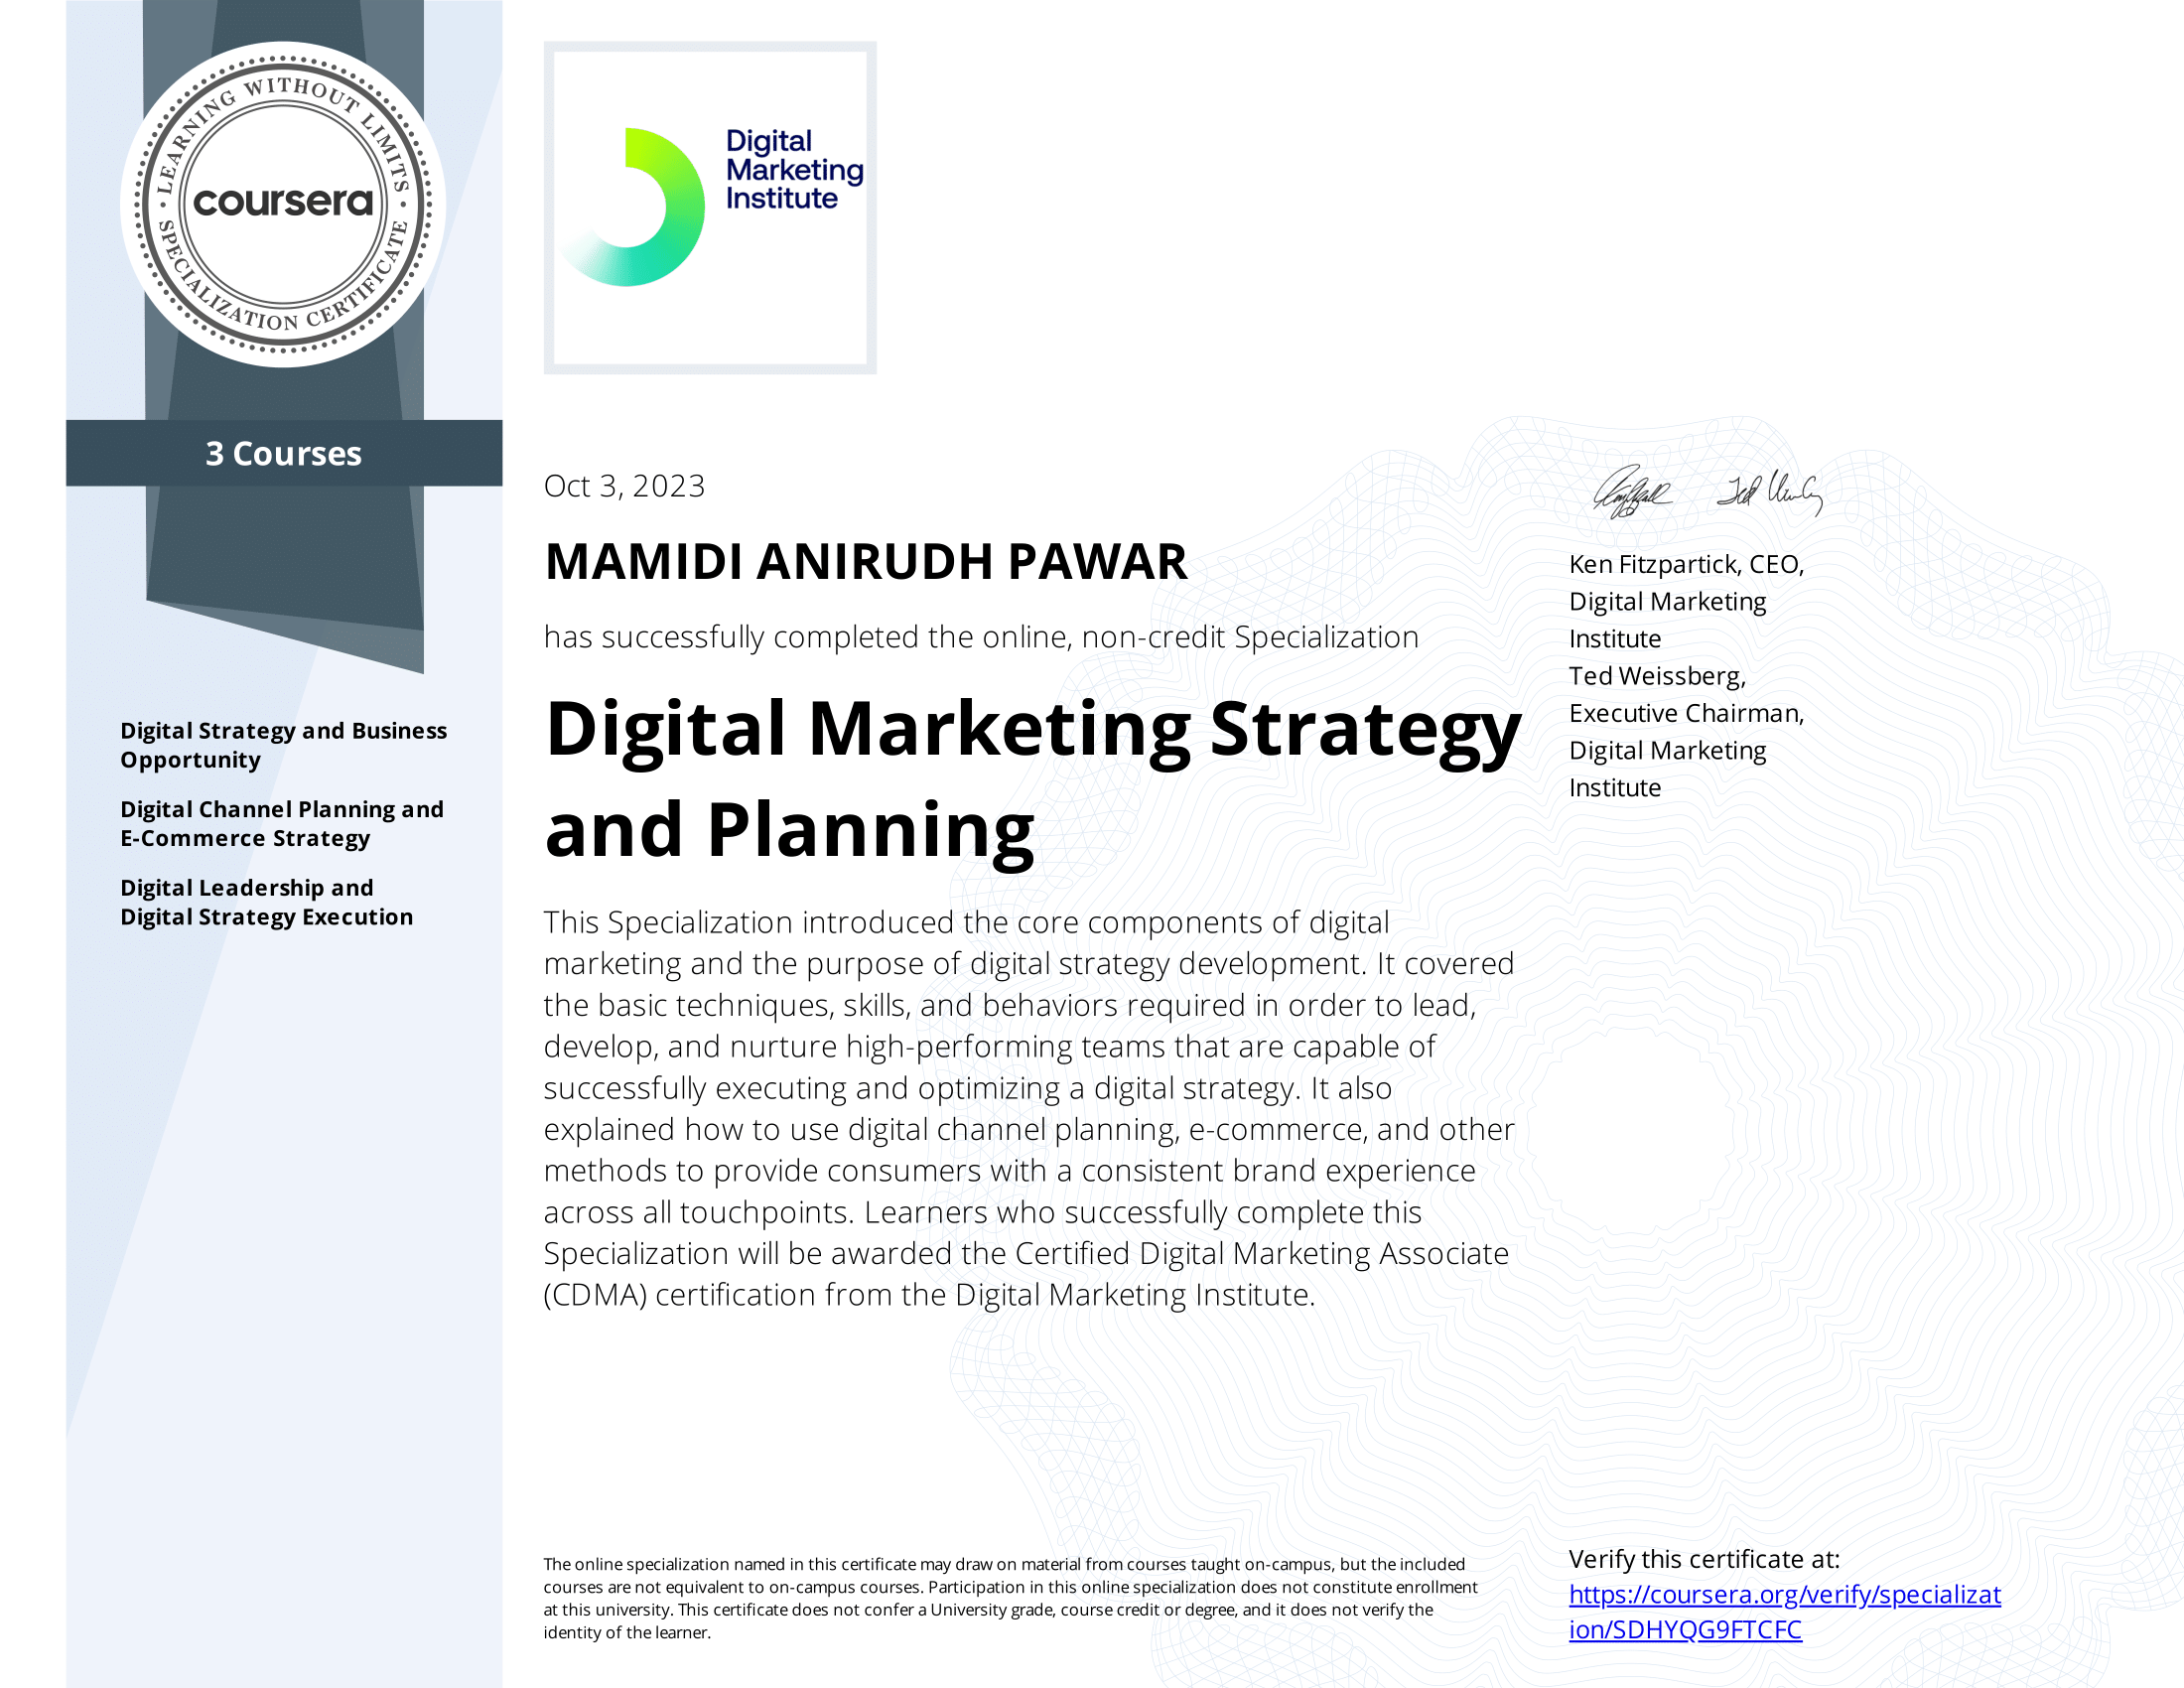 LEARNING WITHOUT LIMITS
coursera
SPECIALIZATION CERTIFICATE
3 Courses
Digital Strategy and Business
Opportunity
Digital Channel Planning and
E-Commerce Strategy
Digital Leadership and
Digital Strategy Execution
Digital
Marketing
Institute
Oct 3, 2023
MAMIDI ANIRUDH PAWAR
has successfully completed the online, non-credit Specialization
Digital Marketing Strategy
and Planning
This Specialization introduced the core components of digital
marketing and the purpose of digital strategy development. It covered
the basic techniques, skills, and behaviors required in order to lead,
develop, and nurture high-performing teams that are capable of
successfully executing and optimizing a digital strategy. It also
explained how to use digital channel planning, e-commerce, and other
methods to provide consumers with a consistent brand experience
across all touchpoints. Learners who successfully complete this
Specialization will be awarded the Certified Digital Marketing Associate
(CDMA) certification from the Digital Marketing Institute.
Ken Fitzpartick, CEO,
Digital Marketing
Institute
Ted Weissberg,
Executive Chairman,
Digital Marketing
Institute
The online specialization named in this certificate may draw on material from courses taught on-campus, but the included
courses are not equivalent to on-campus courses. Participation in this online specialization does not constitute enrollment
at this university. This certificate does not confer a University grade, course credit or degree, and it does not verify the
identity of the learner.
Verify this certificate at:
https://coursera.org/verify/specializat
ion/SDHYQG9FTCFC